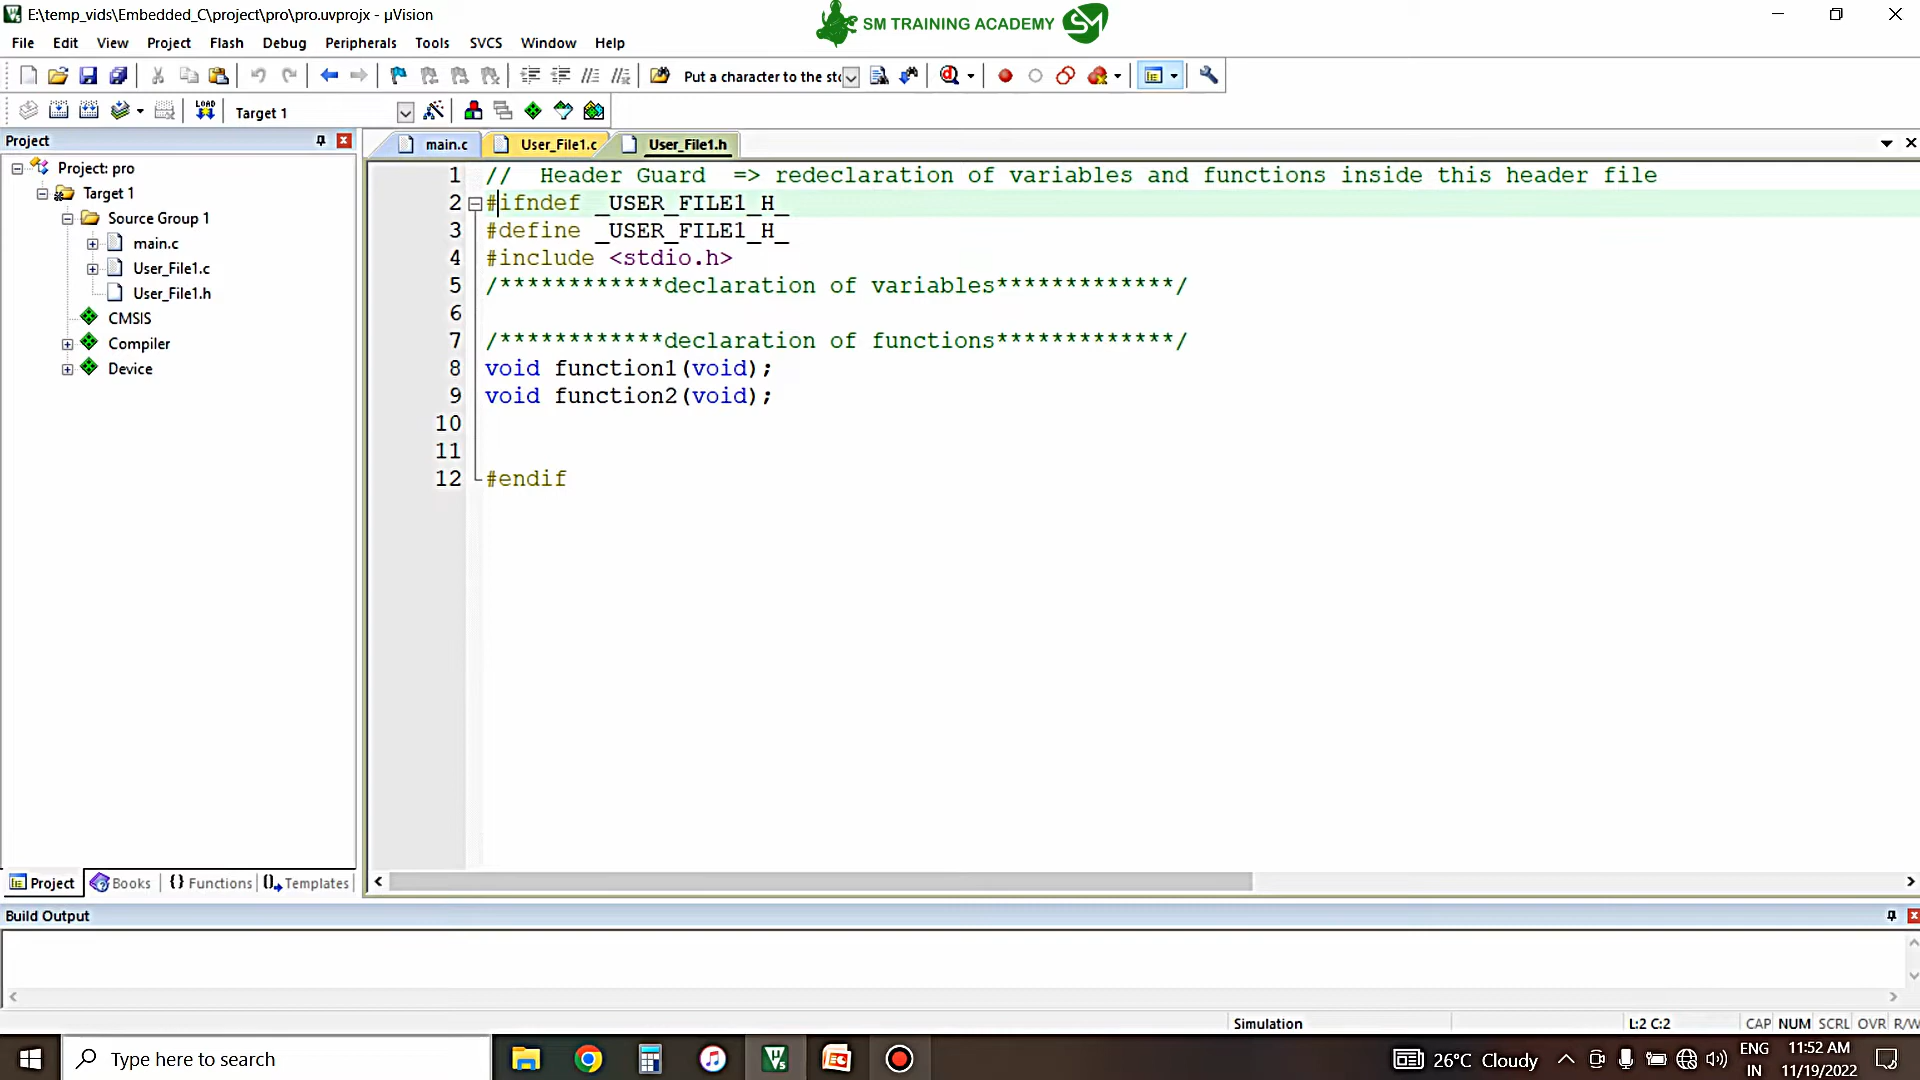 E:\temp_vids\Embedded_C\project\pro\pro.uvprojx - µVision
SM TRAINING ACADEMY SM
File Edit View Project Flash Debug Peripherals Tools SVCS Window Help
Put a character to the st
LOAD Target 1
Project
main.c User_File1.c User_File1.h
Project: pro
Target 1
Source Group 1
main.c
User_File1.c
User_File1.h
CMSIS
Compiler
Device
1 // Header Guard => redeclaration of variables and functions inside this header file
2 #ifndef _USER_FILE1_H_
3 #define _USER_FILE1_H_
4 #include <stdio.h>
5 /************declaration of variables*************/
6
7 /************declaration of functions*************/
8 void function1(void);
9 void function2(void);
10
11
12 #endif
Project Books {} Functions Templates
Build Output
Simulation L:2 C:2 CAP NUM SCRL OVR R/W
Type here to search
26°C Cloudy ENG IN 11:52 AM 11/19/2022